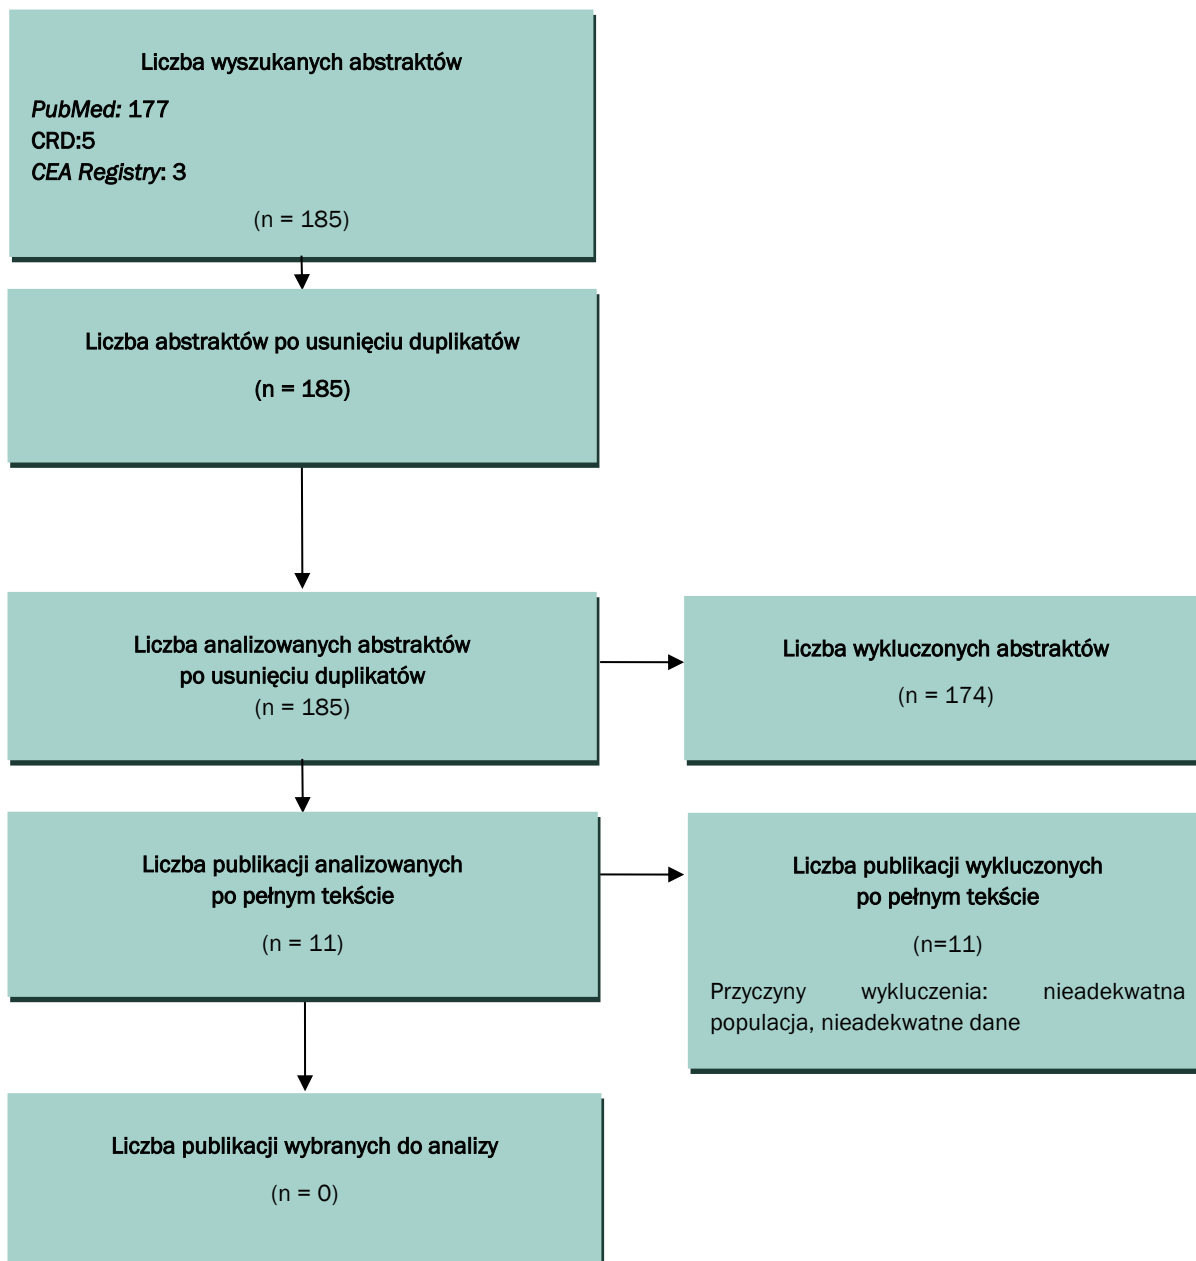 Liczba wyszukanych abstraktów
PubMed: 177
CRD:5
CEA Registry: 3
(n = 185)
Liczba abstraktów po usunięciu duplikatów
(n = 185)
Liczba analizowanych abstraktów
po usunięciu duplikatów
(n = 185)
Liczba wykluczonych abstraktów
(n = 174)
Liczba publikacji analizowanych
po pełnym tekście
(n = 11)
Liczba publikacji wykluczonych
po pełnym tekście
(n=11)
Przyczyny wykluczenia: nieadekwatna
populacja, nieadekwatne dane
Liczba publikacji wybranych do analizy
(n = 0)